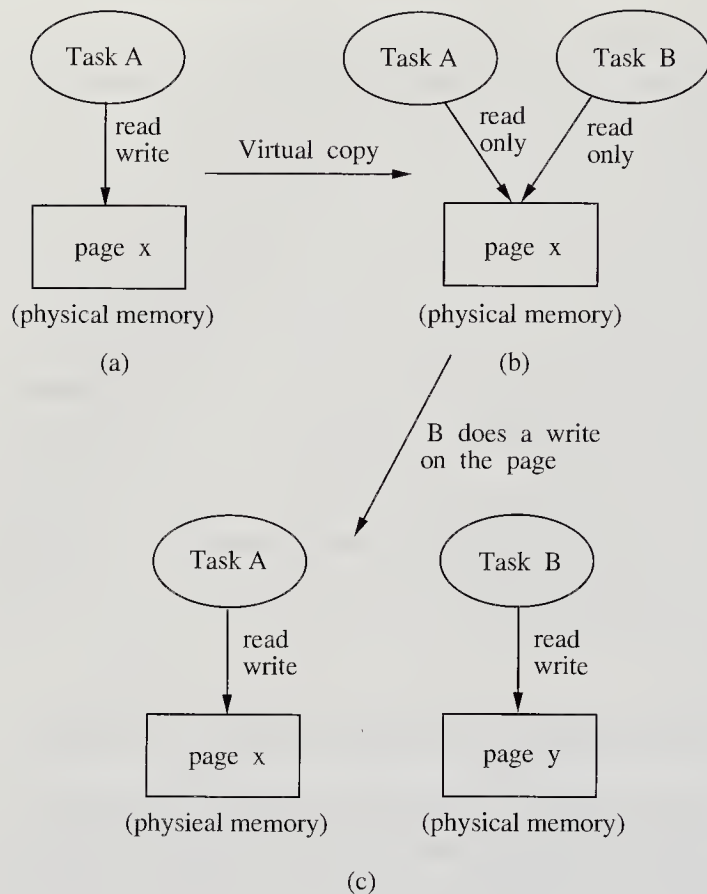 Task A
read
write
page x
(physical memory)
(a)
Virtual copy
Task A
Task B
read
only
read
only
page x
(physical memory)
(b)
B does a write
on the page
Task A
read
write
page x
(physieal memory)
Task B
read
write
page y
(physical memory)
(c)